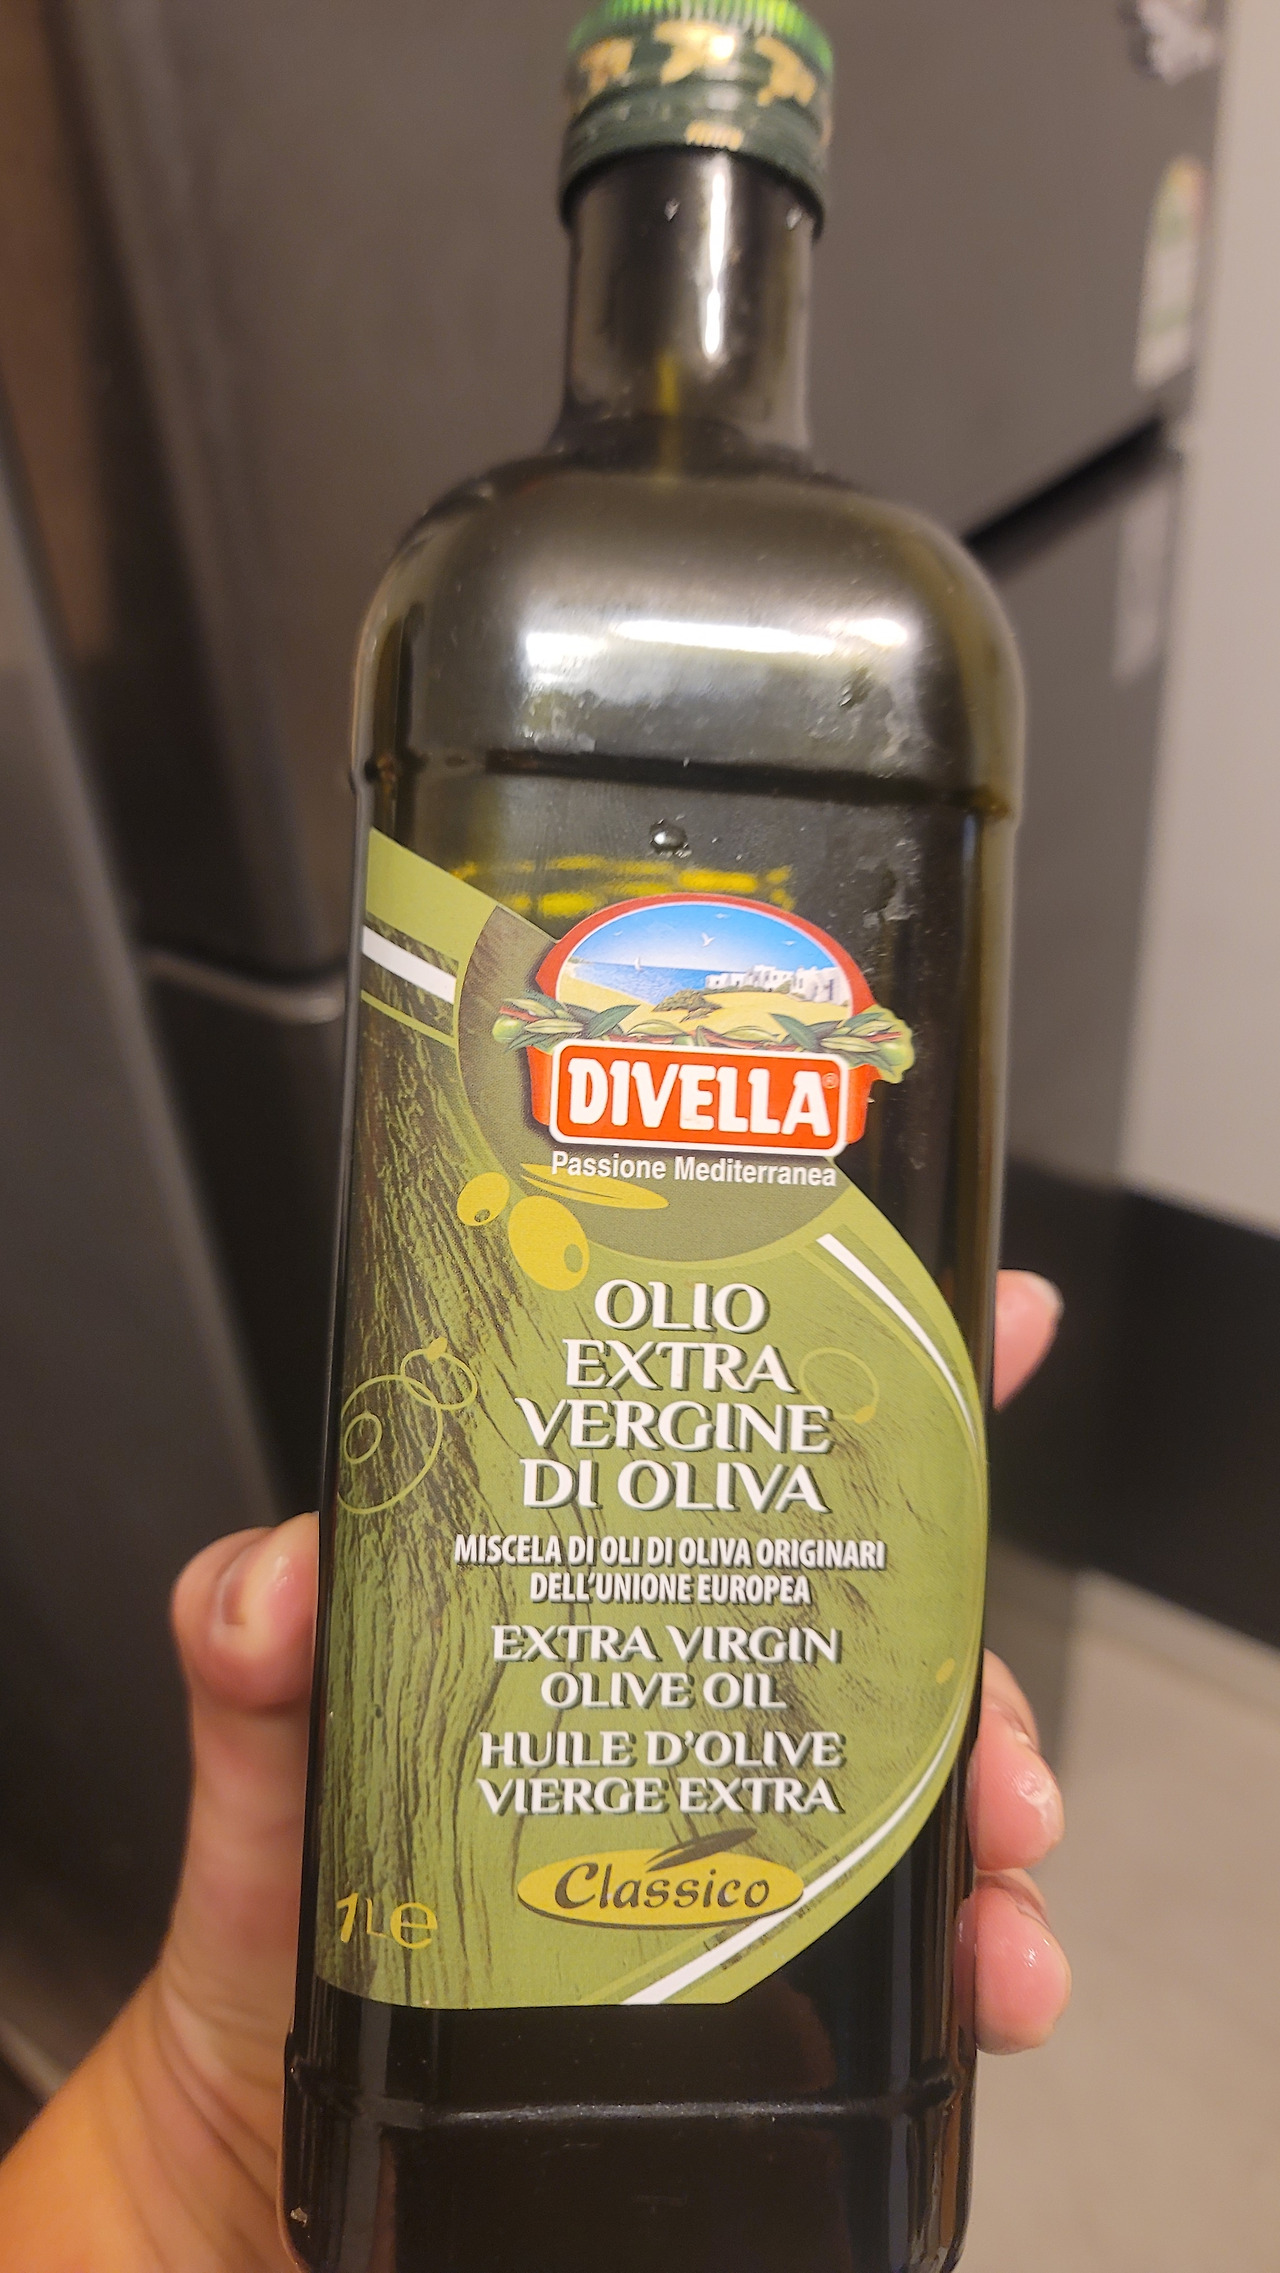 DIVELLA®
Passione Mediterranea
OLIO
EXTRA
VERGINE
DI OLIVA
MISCELA DI OLI DI OLIVA ORIGINARI
DELL'UNIONE EUROPEA
EXTRA VIRGIN
OLIVE OIL
HUILE D'OLIVE
VIERGE EXTRA
Classico
1L e